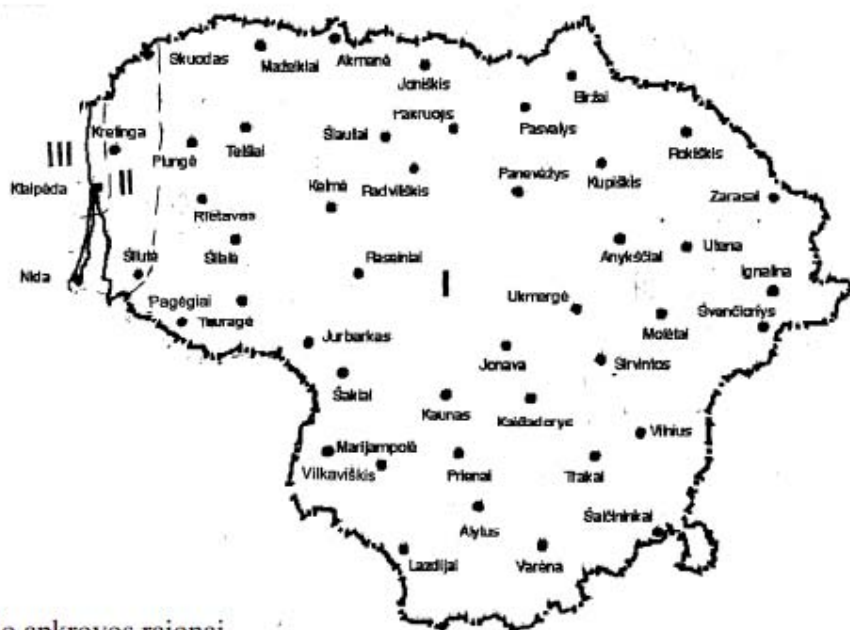 Skuodas
Mažeikiai
Akmenė
Joniškis
Biržai
Pakruojis
Pasvalys
Kretinga
Šiauliai
Rokiškis
III
Plungė
Telšiai
Klaipėda
II
Kelmė
Radviliškis
Panevėžys
Kupiškis
Zarasai
Rietavas
Šilutė
Šilalė
Raseiniai
Anykščiai
Utena
Nida
I
Ignalina
Pagėgiai
Tauragė
Ukmergė
Molėtai
Švenčionys
Jurbarkas
Jonava
Širvintos
Šakiai
Kaunas
Kaišiadorys
Vilnius
Marijampolė
Vilkaviškis
Prienai
Trakai
Alytus
Šalčininkai
Lazdijai
Varėna
o apkrovos rajonai